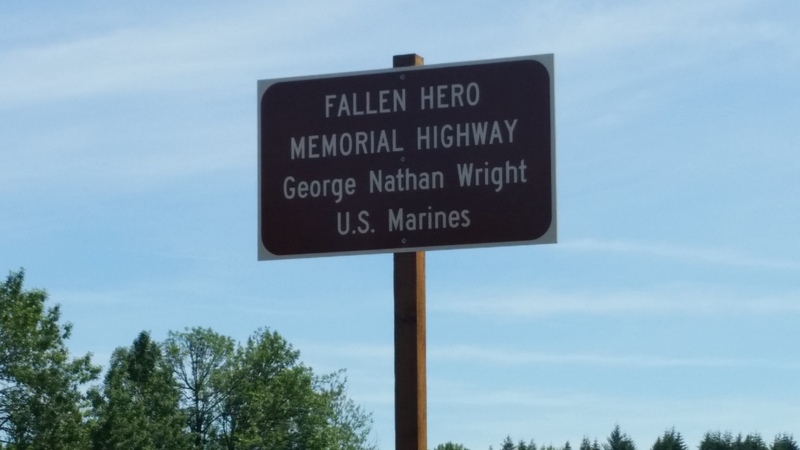 FALLEN HERO
MEMORIAL HIGHWAY
George Nathan Wright
U.S. Marines